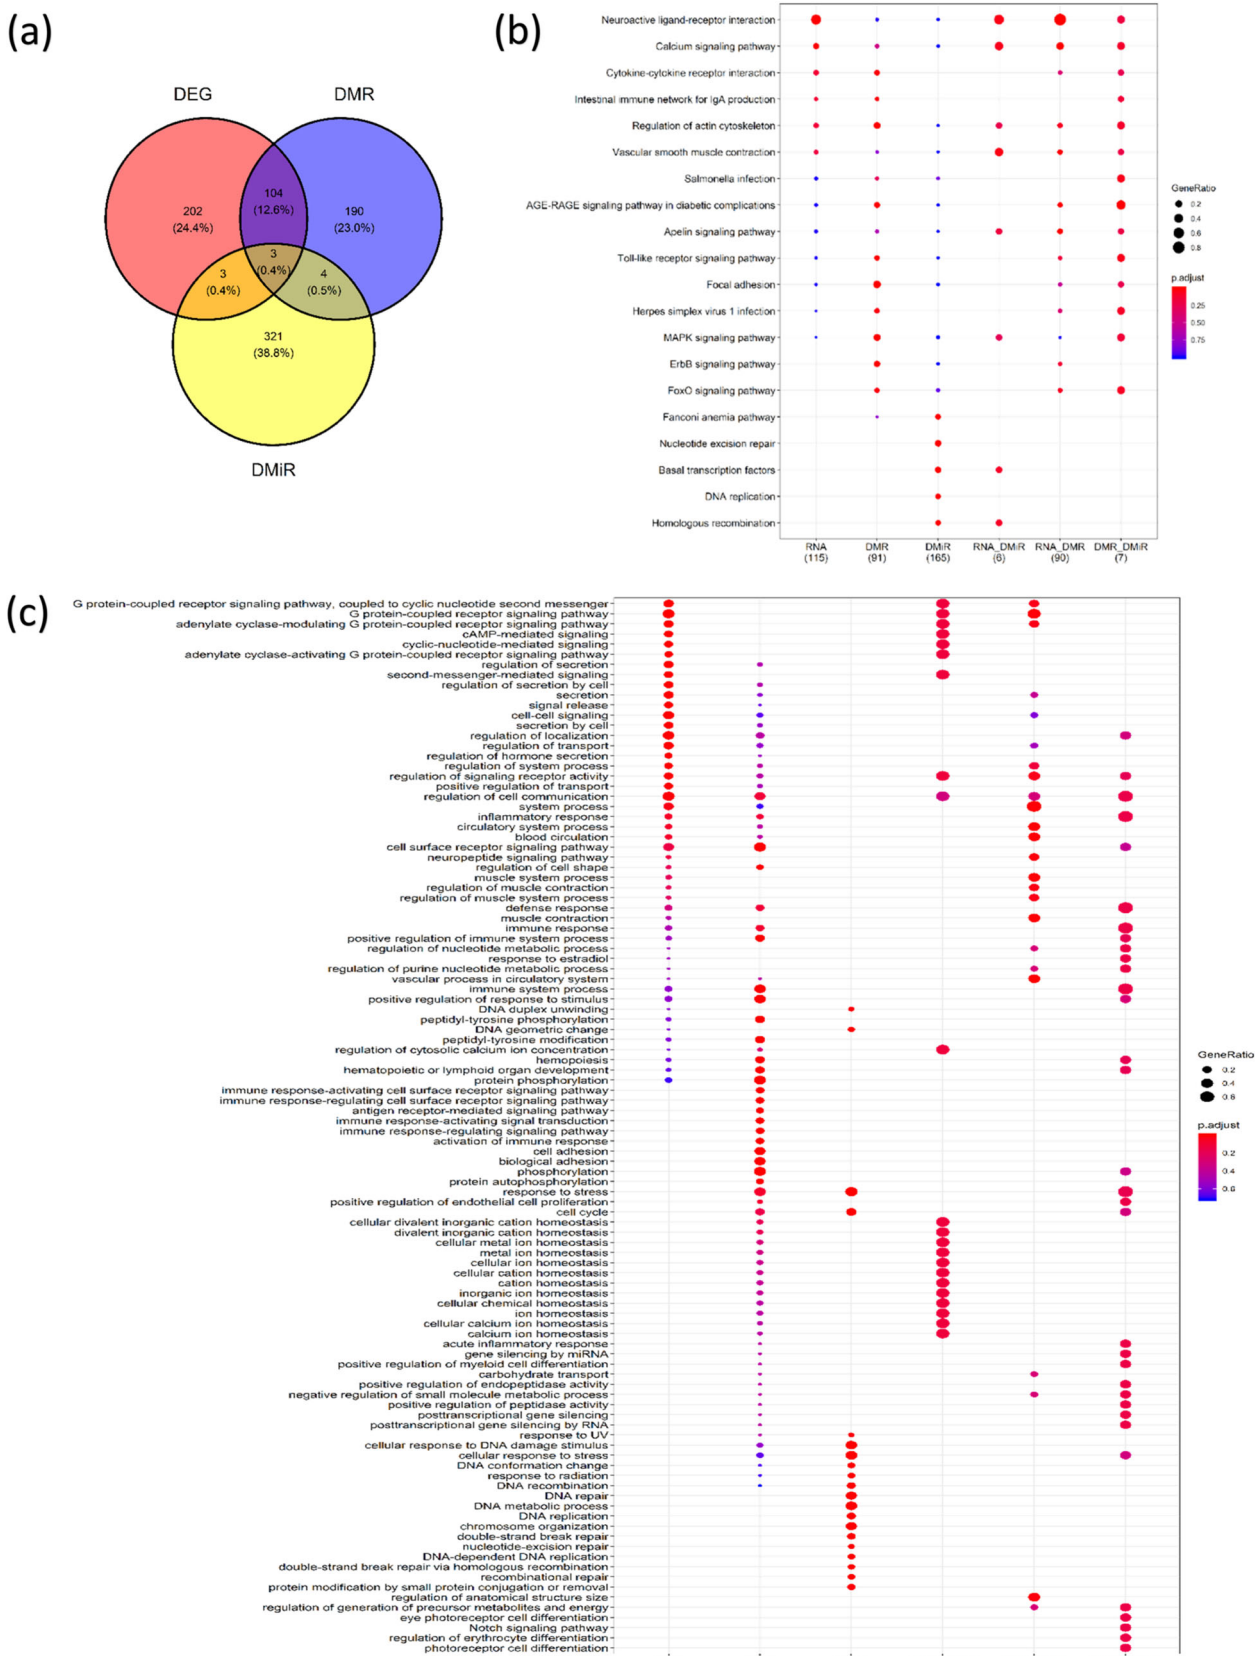 (a)
DEG
DMR
202
(24.4%)
104
(12.6%)
190
(23.0%)
3
(0.4%)
3
(0.4%)
4
(0.5%)
321
(38.8%)
DMiR
(b)
Neuroactive ligand-receptor interaction
Calcium signaling pathway
Cytokine-cytokine receptor interaction
Intestinal immune network for IgA production
Regulation of actin cytoskeleton
Vascular smooth muscle contraction
Salmonella infection
AGE-RAGE signaling pathway in diabetic complications
Apelin signaling pathway
Toll-like receptor signaling pathway
Focal adhesion
Herpes simplex virus 1 infection
MAPK signaling pathway
ErbB signaling pathway
FoxO signaling pathway
Fanconi anemia pathway
Nucleotide excision repair
Basal transcription factors
DNA replication
Homologous recombination
RNA
(115)
DMR
(91)
DMiR
(165)
RNA_DMiR
(6)
RNA_DMR
(90)
DMR_DMiR
(7)
GeneRatio
0.2
0.4
0.6
0.8
p.adjust
0.25
0.50
0.75
(c)
G protein-coupled receptor signaling pathway, coupled to cyclic nucleotide second messenger
G protein-coupled receptor signaling pathway
adenylate cyclase-modulating G protein-coupled receptor signaling pathway
cAMP-mediated signaling
cyclic-nucleotide-mediated signaling
adenylate cyclase-activating G protein-coupled receptor signaling pathway
regulation of secretion
second-messenger-mediated signaling
regulation of secretion by cell
secretion
signal release
cell-cell signaling
secretion by cell
regulation of localization
regulation of transport
regulation of hormone secretion
regulation of system process
regulation of signaling receptor activity
positive regulation of transport
regulation of cell communication
system process
inflammatory response
circulatory system process
blood circulation
cell surface receptor signaling pathway
neuropeptide signaling pathway
regulation of cell shape
muscle system process
regulation of muscle contraction
regulation of muscle system process
defense response
muscle contraction
immune response
positive regulation of immune system process
regulation of nucleotide metabolic process
response to estradiol
regulation of purine nucleotide metabolic process
vascular process in circulatory system
immune system process
positive regulation of response to stimulus
DNA duplex unwinding
peptidyl-tyrosine phosphorylation
DNA geometric change
peptidyl-tyrosine modification
regulation of cytosolic calcium ion concentration
hemopoiesis
hematopoietic or lymphoid organ development
protein phosphorylation
immune response-activating cell surface receptor signaling pathway
immune response-regulating cell surface receptor signaling pathway
antigen receptor-mediated signaling pathway
immune response-activating signal transduction
immune response-regulating signaling pathway
activation of immune response
cell adhesion
biological adhesion
phosphorylation
protein autophosphorylation
response to stress
positive regulation of endothelial cell proliferation
cell cycle
cellular divalent inorganic cation homeostasis
divalent inorganic cation homeostasis
cellular metal ion homeostasis
metal ion homeostasis
cellular ion homeostasis
cellular cation homeostasis
cation homeostasis
inorganic ion homeostasis
cellular chemical homeostasis
ion homeostasis
cellular calcium ion homeostasis
calcium ion homeostasis
acute inflammatory response
gene silencing by miRNA
positive regulation of myeloid cell differentiation
carbohydrate transport
positive regulation of endopeptidase activity
negative regulation of small molecule metabolic process
positive regulation of peptidase activity
posttranscriptional gene silencing
posttranscriptional gene silencing by RNA
response to UV
cellular response to DNA damage stimulus
cellular response to stress
DNA conformation change
response to radiation
DNA recombination
DNA repair
DNA metabolic process
DNA replication
chromosome organization
double-strand break repair
nucleotide-excision repair
DNA-dependent DNA replication
double-strand break repair via homologous recombination
recombinational repair
protein modification by small protein conjugation or removal
regulation of anatomical structure size
regulation of generation of precursor metabolites and energy
eye photoreceptor cell differentiation
Notch signaling pathway
regulation of erythrocyte differentiation
photoreceptor cell differentiation
GeneRatio
0.2
0.4
0.6
p.adjust
0.2
0.4
0.6